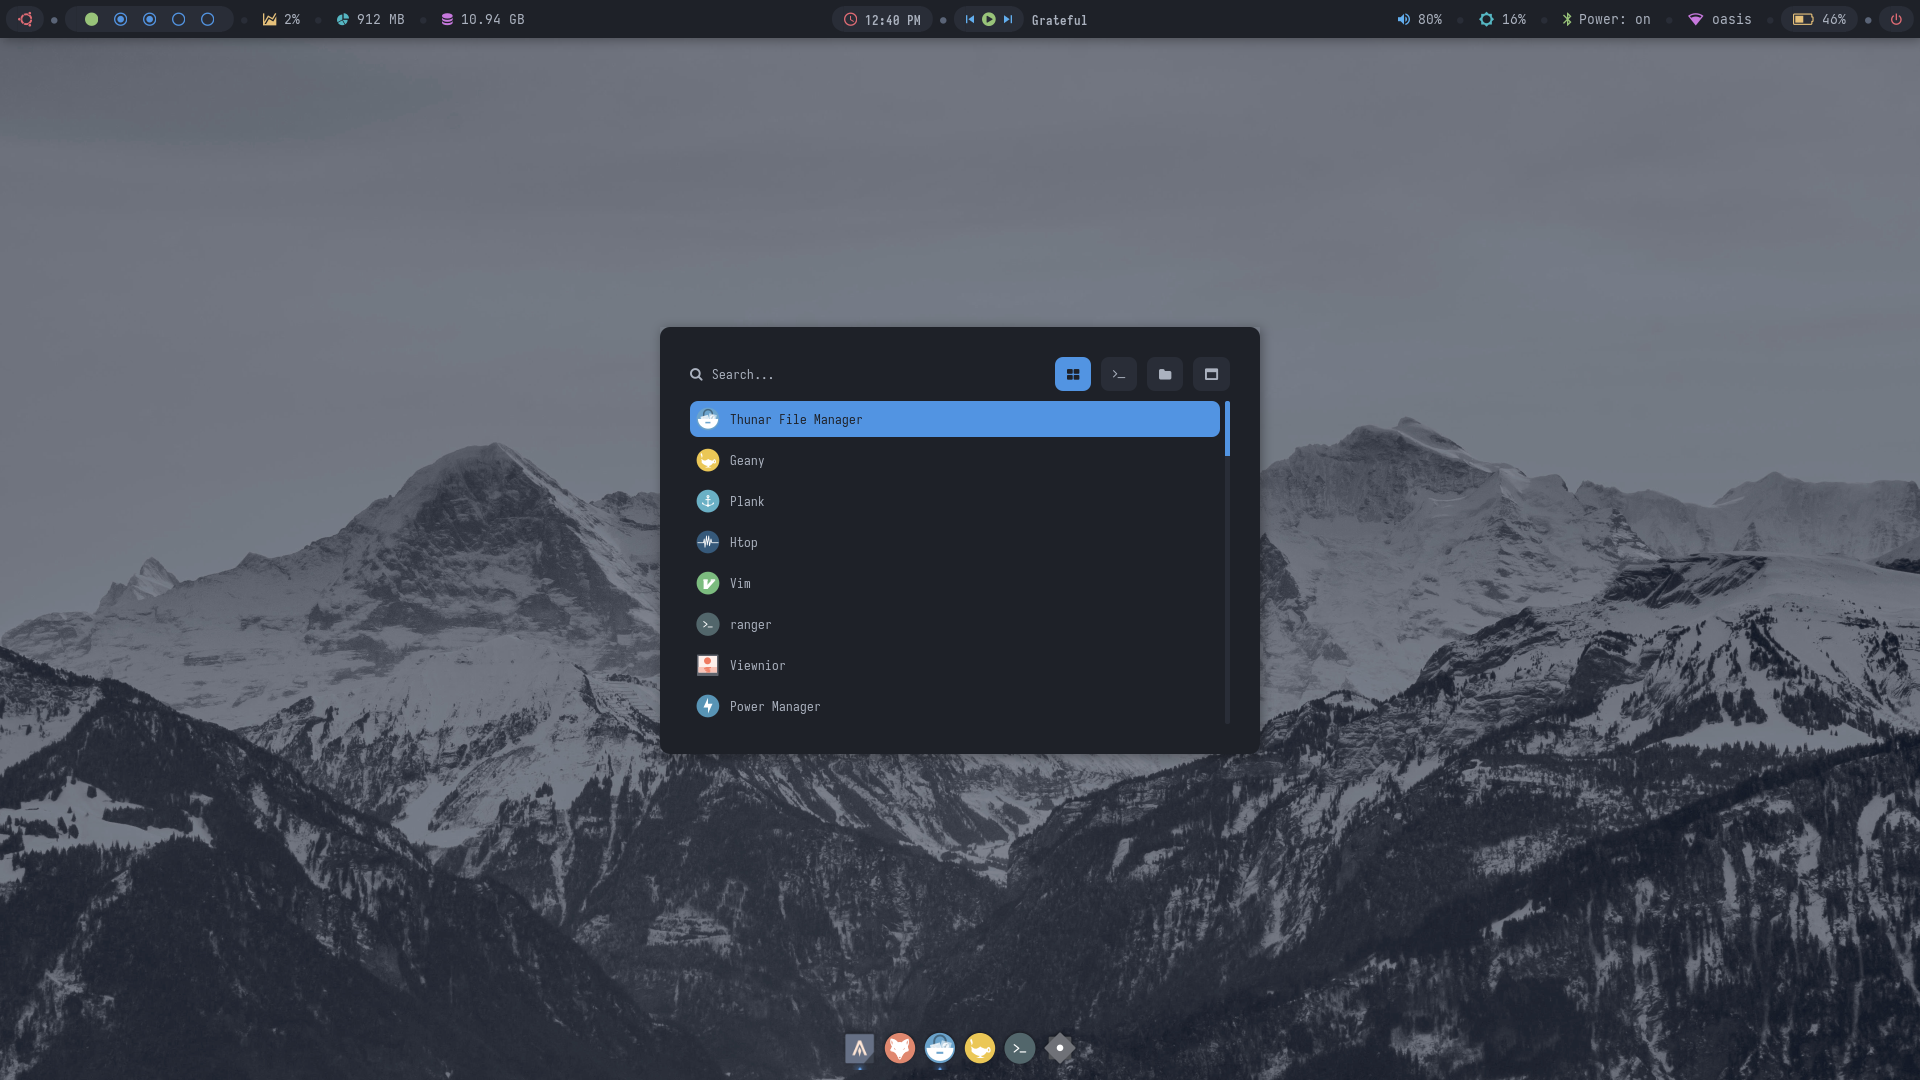 2% 912 MB 10.94 GB 12:40 PM Grateful 80% 16% Power: on oasis 46%
Search...
Thunar File Manager
Geany
Plank
Htop
Vim
ranger
Viewnior
Power Manager